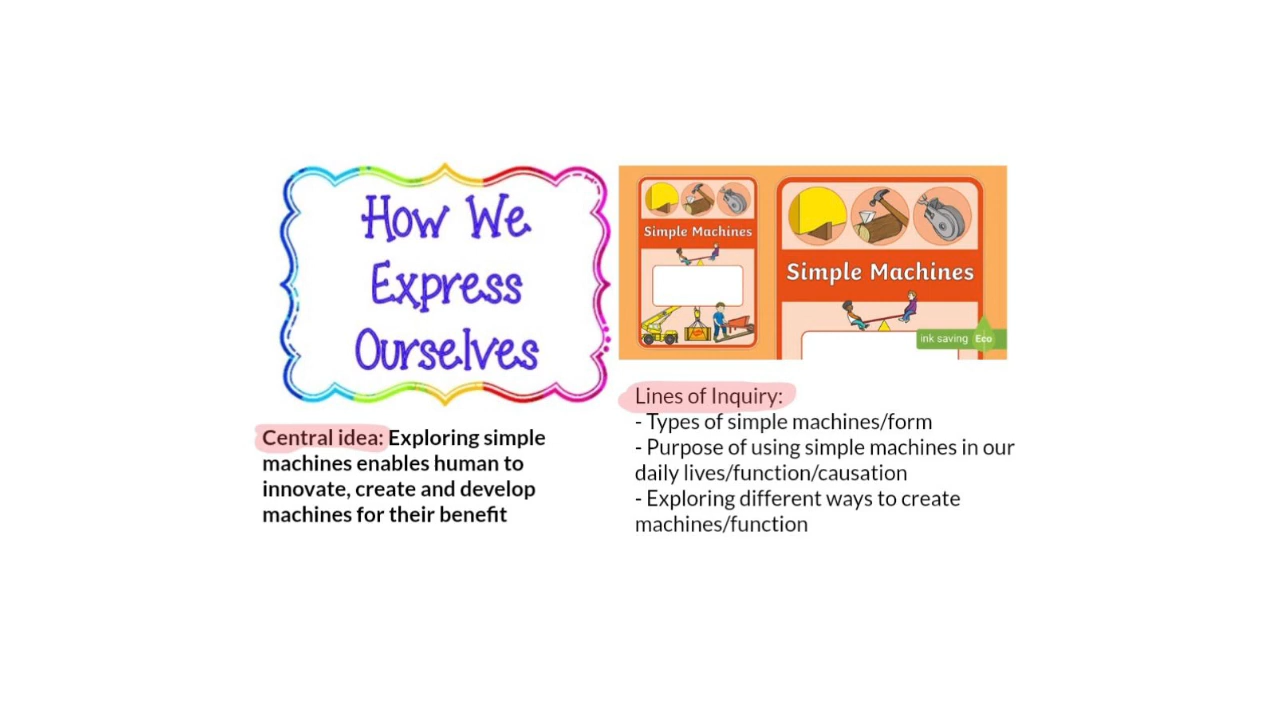 How We
Express
Ourselves
Simple Machines
Simple Machines
ink saving Eco
Central idea: Exploring simple
machines enables human to
innovate, create and develop
machines for their benefit
Lines of Inquiry:
- Types of simple machines/form
- Purpose of using simple machines in our
daily lives/function/causation
- Exploring different ways to create
machines/function